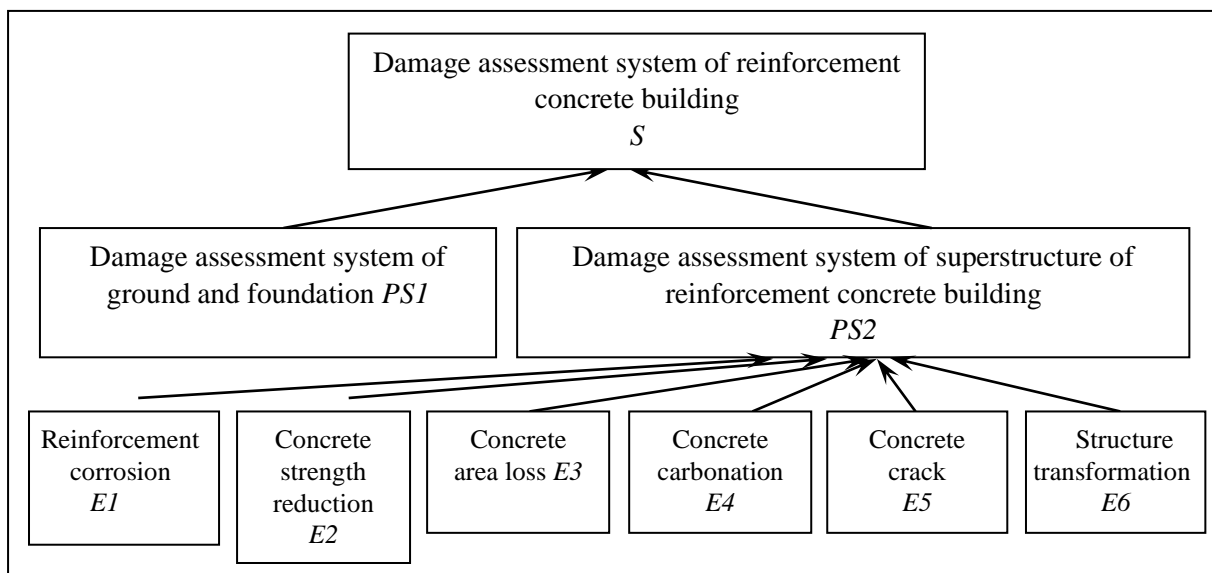 Damage assessment system of reinforcement
concrete building
S
Damage assessment system of
ground and foundation PS1
Damage assessment system of superstructure of
reinforcement concrete building
PS2
Reinforcement
corrosion
E1
Concrete
strength
reduction
E2
Concrete
area loss E3
Concrete
carbonation
E4
Concrete
crack
E5
Structure
transformation
E6